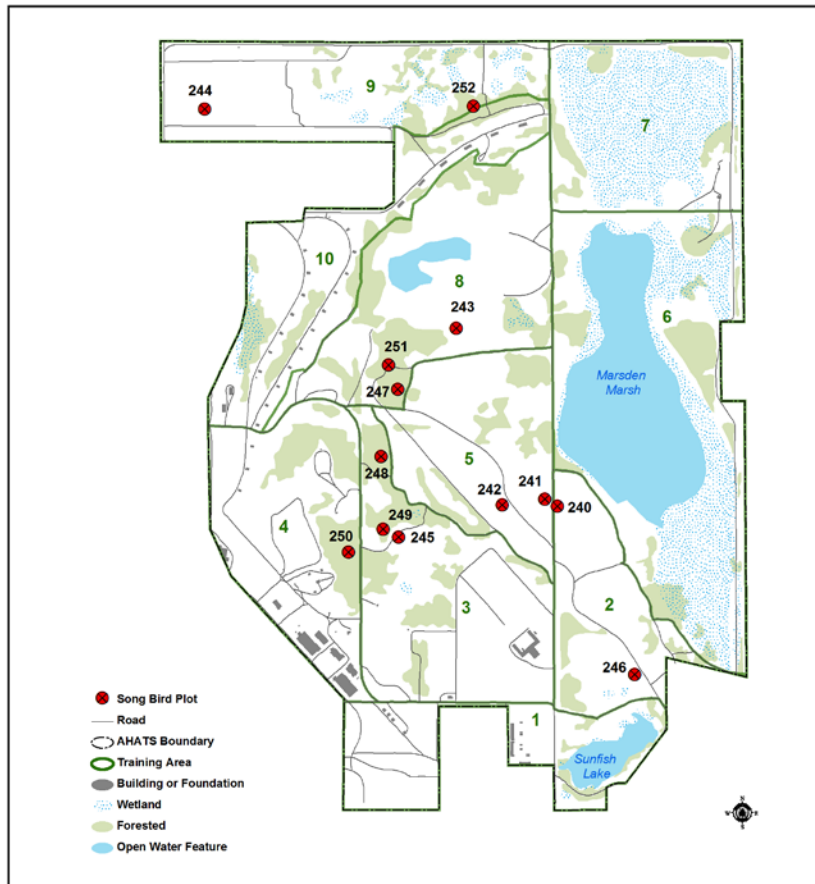 244
9
252
7
10
8
243
6
251
Marsden
Marsh
247
248
5
241
242
240
249
4
250
245
2
3
246
1
Sunfish
Lake
Song Bird Plot
Road
AHATS Boundary
Training Area
Building or Foundation
Wetland
Forested
Open Water Feature
N
W
E
S